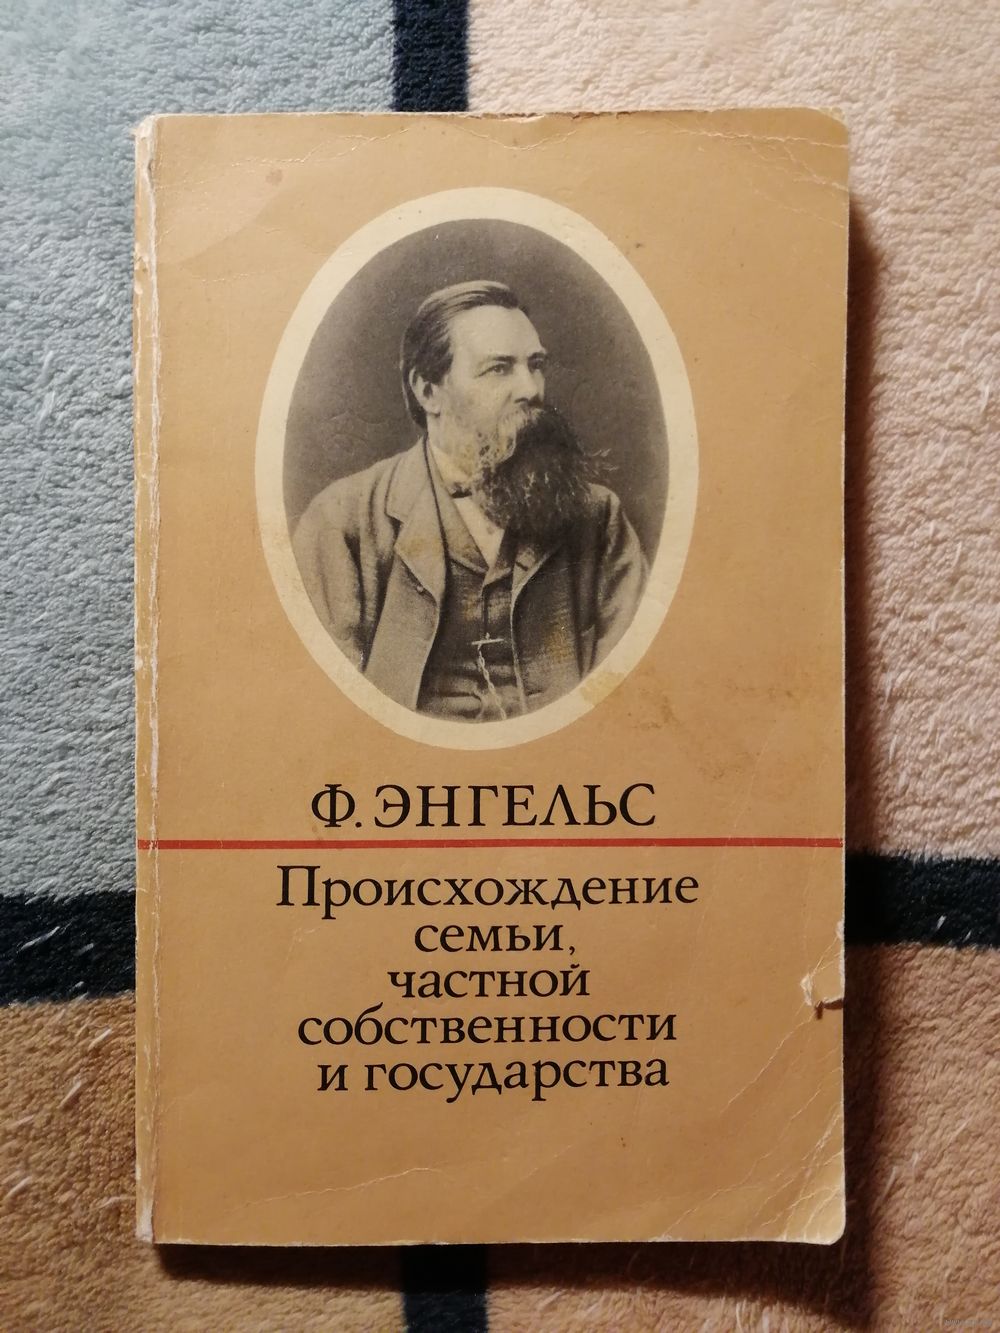 Ф. ЭНГЕЛЬС
Происхождение
семьи,
частной
собственности
и государства